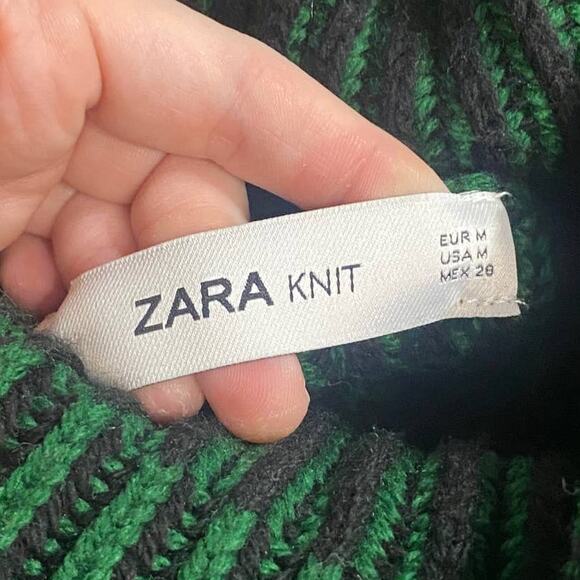 ZARA KNIT
EUR M
USA M
MEX 28